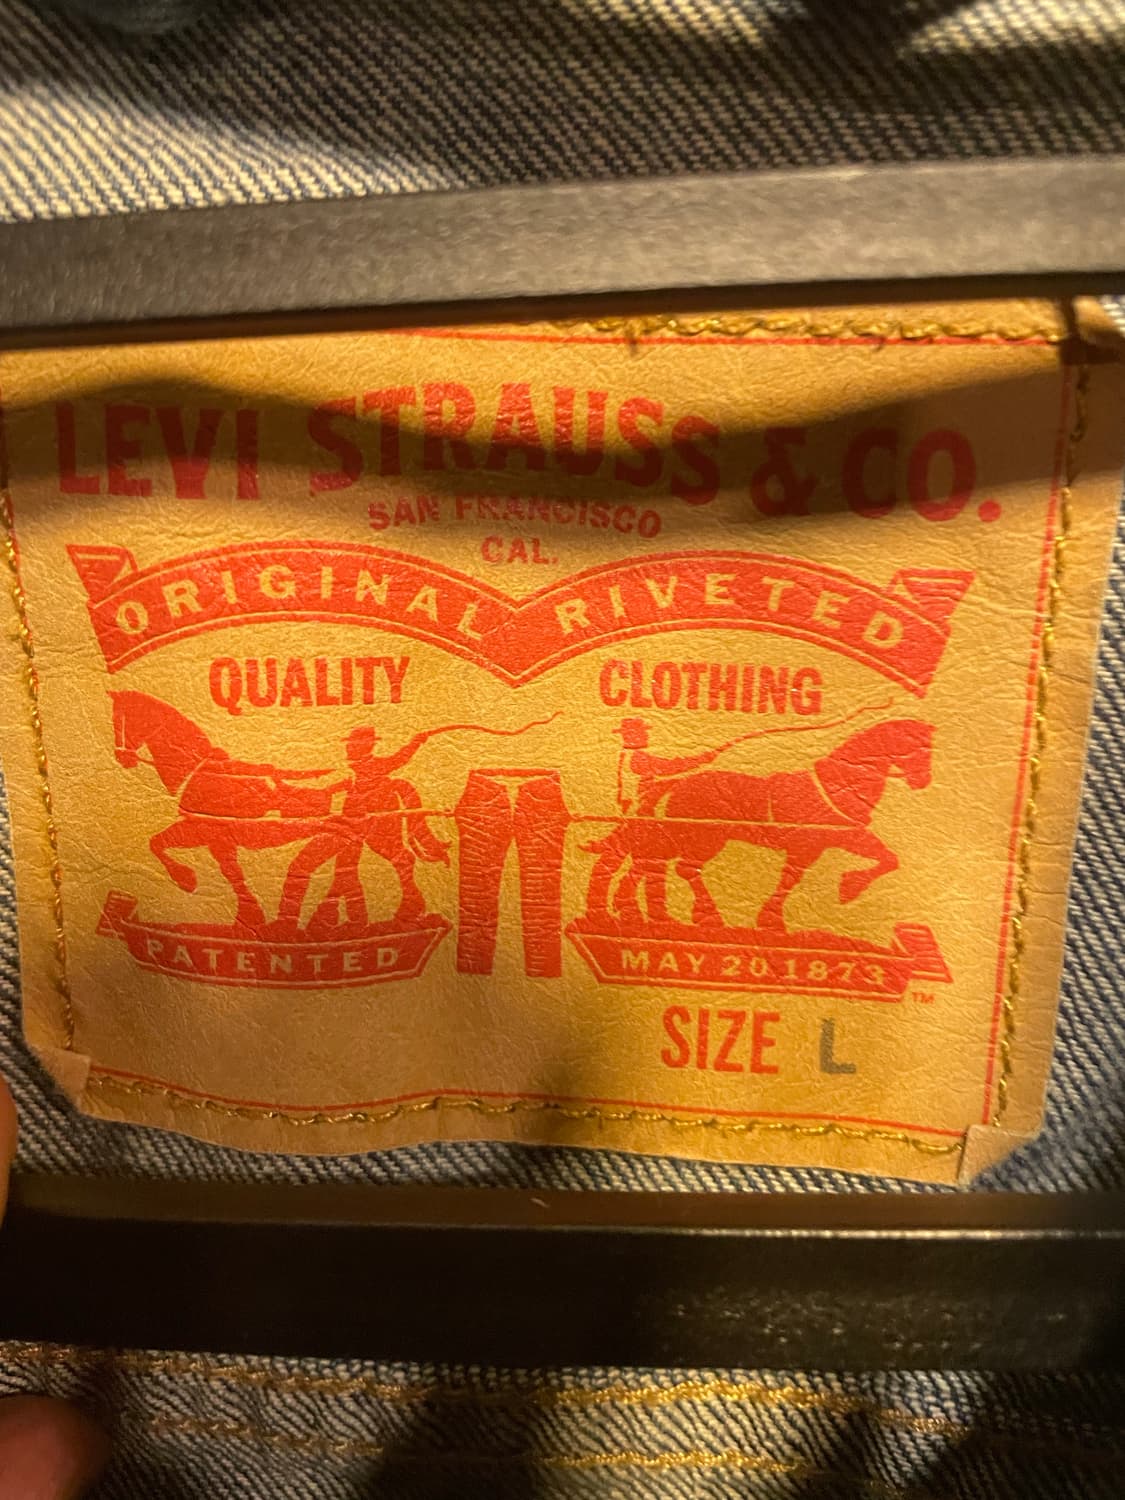 LEVI STRAUSS & CO.
SAN FRANCISCO
CAL.
ORIGINAL RIVETED
QUALITY CLOTHING
PATENTED MAY 20 1873
TM
SIZE L